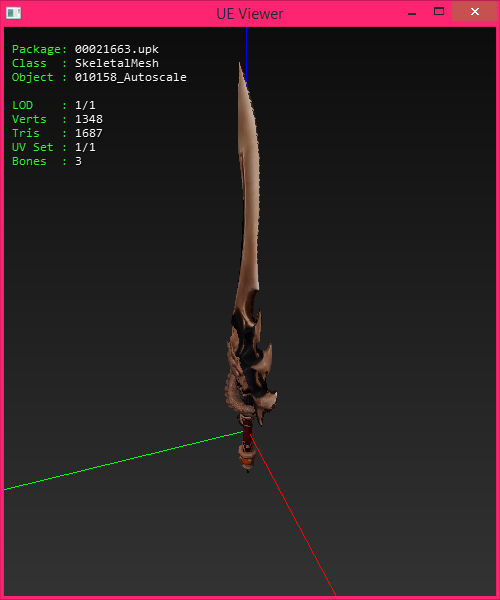 UE Viewer
Package: 00021663.upk
Class  : SkeletalMesh
Object : 010158_Autoscale
LOD    : 1/1
Verts  : 1348
Tris   : 1687
UV Set : 1/1
Bones  : 3